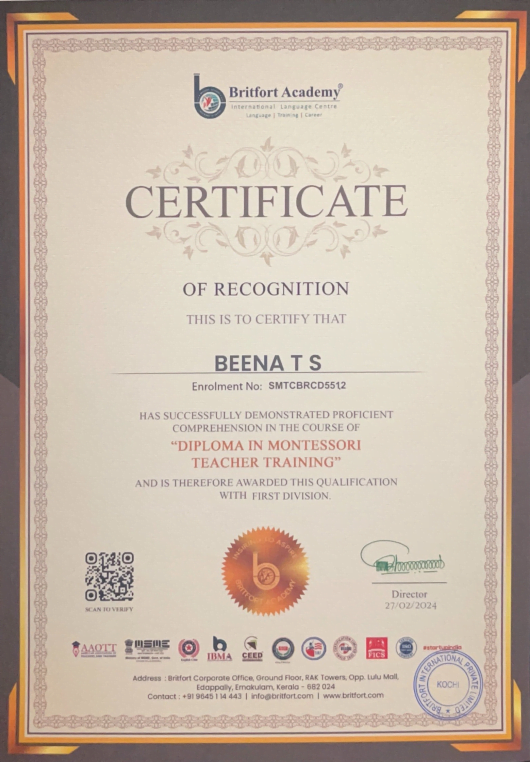 Britfort Academy®
International Language Centre
Language | Training | Career
CERTIFICATE
OF RECOGNITION
THIS IS TO CERTIFY THAT
BEENA T S
Enrolment No: SMTCBRCD5512
HAS SUCCESSFULLY DEMONSTRATED PROFICIENT
COMPREHENSION IN THE COURSE OF
“DIPLOMA IN MONTESSORI
TEACHER TRAINING”
AND IS THEREFORE AWARDED THIS QUALIFICATION
WITH FIRST DIVISION.
SCAN TO VERIFY
Director
27/02/2024
AAOTT
MSME
IBMA
CEED
FICS
#startupindia
Address : Britfort Corporate Office, Ground Floor, RAK Towers, Opp. Lulu Mall,
Edappally, Ernakulam, Kerala - 682 024
Contact : +91 9645 114 443 | info@britfort.com | www.britfort.com
BRITFORT INTERNATIONAL PRIVATE LIMITED
KOCHI